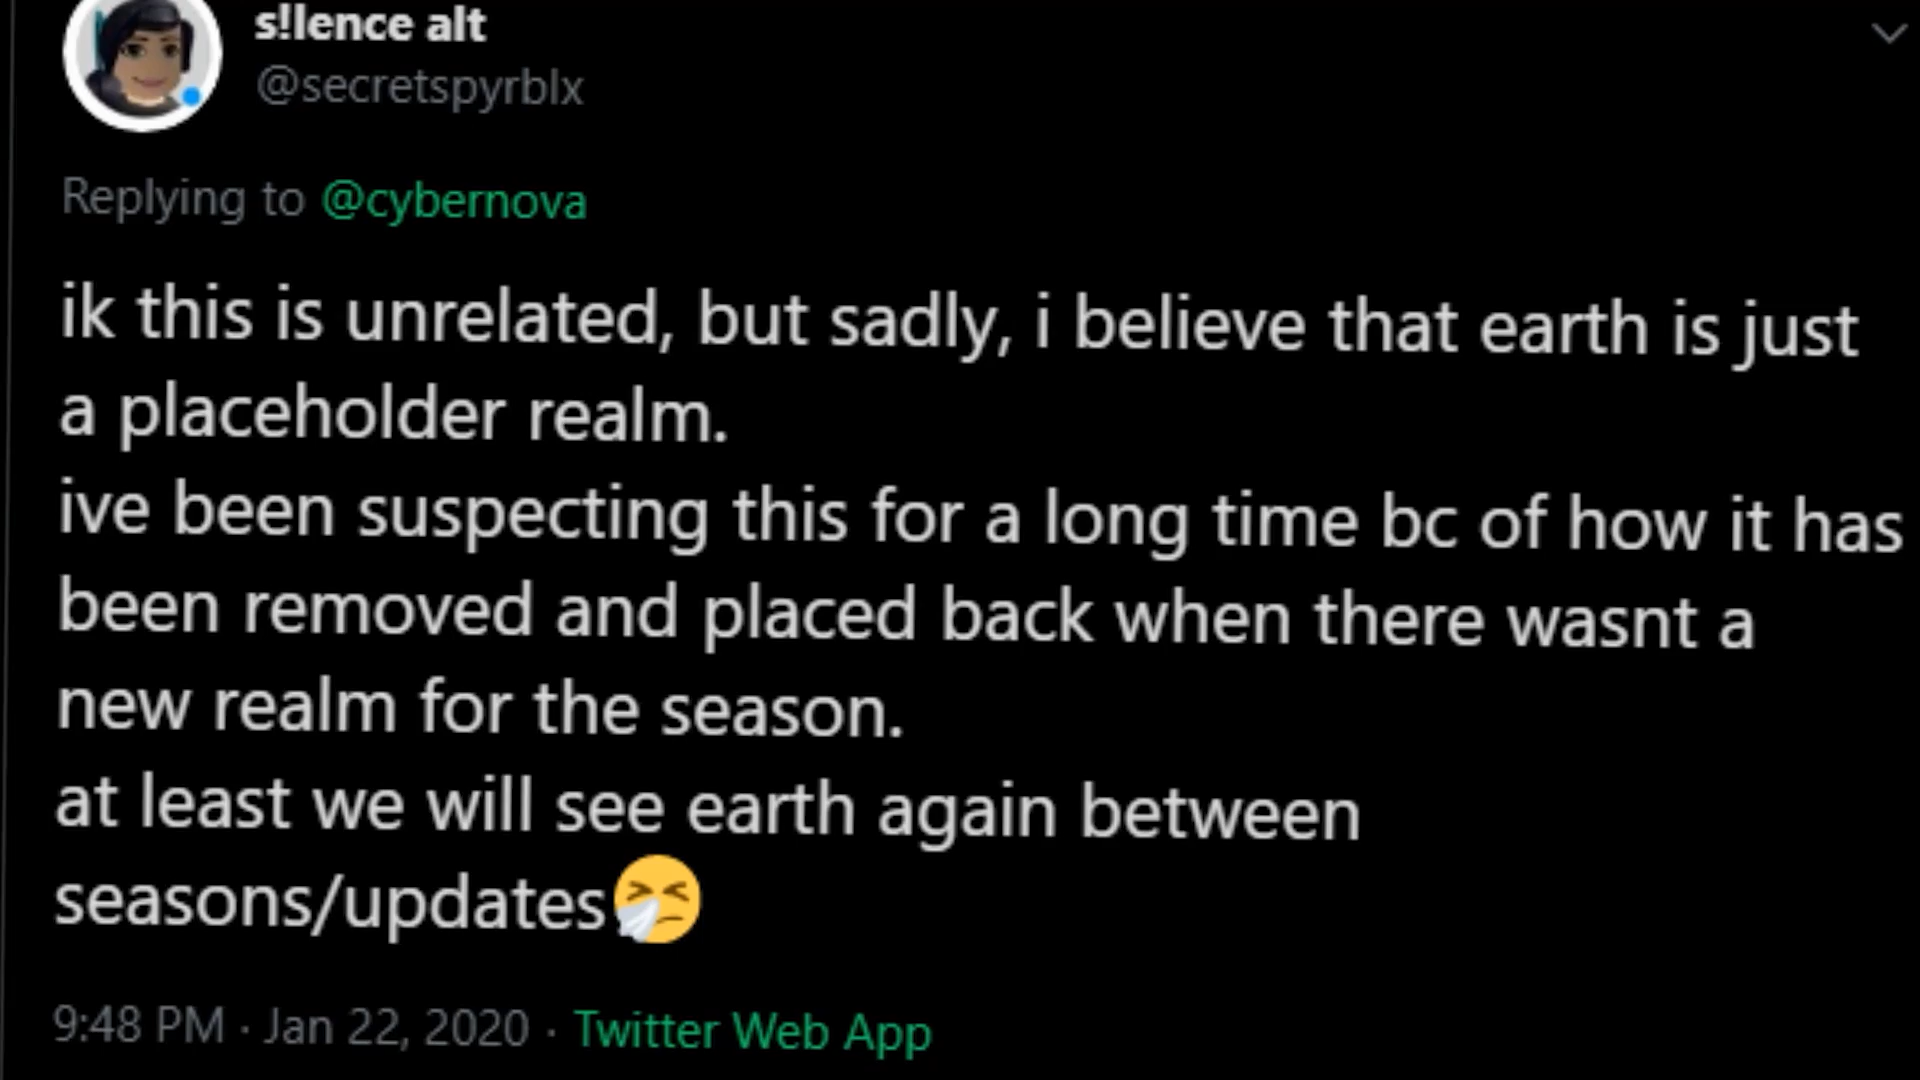 s!lence alt
@secretspyrblx
Replying to @cybernova
ik this is unrelated, but sadly, i believe that earth is just
a placeholder realm.
ive been suspecting this for a long time bc of how it has
been removed and placed back when there wasnt a
new realm for the season.
at least we will see earth again between
seasons/updates🤧
9:48 PM · Jan 22, 2020 · Twitter Web App